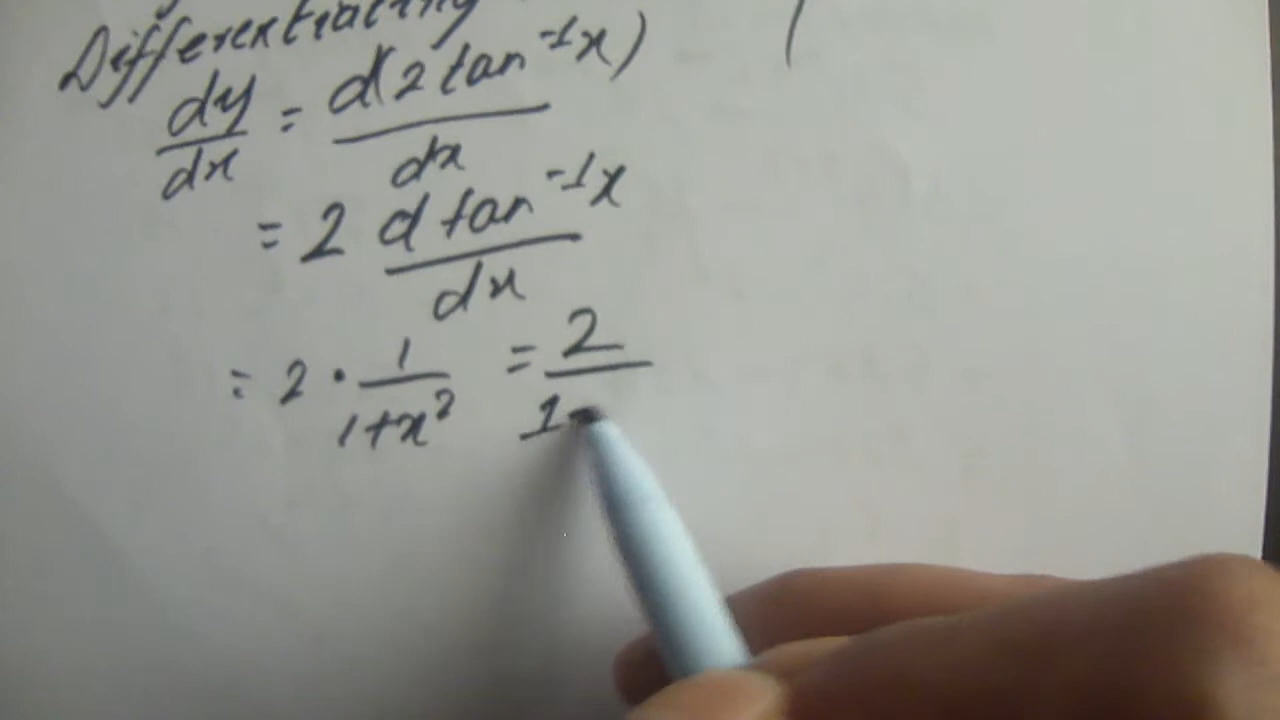 Differentiating
dy/dx = d(2 tan⁻¹x)/dx
= 2 d tan⁻¹x/dx
= 2 · 1/1+x² = 2/1